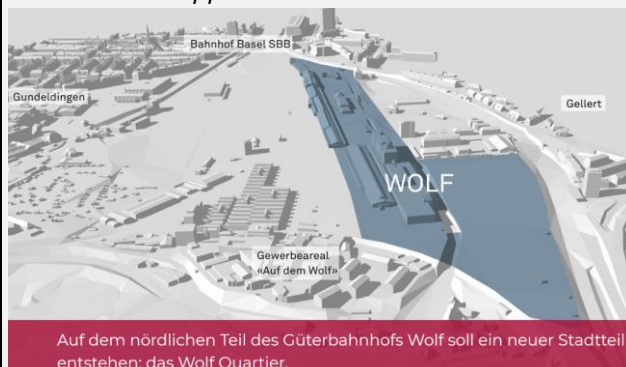 Bahnhof Basel SBB
Gundeldingen
Gellert
WOLF
Gewerbeareal
«Auf dem Wolf»
Auf dem nördlichen Teil des Güterbahnhofs Wolf soll ein neuer Stadtteil
entstehen: das Wolf Quartier.